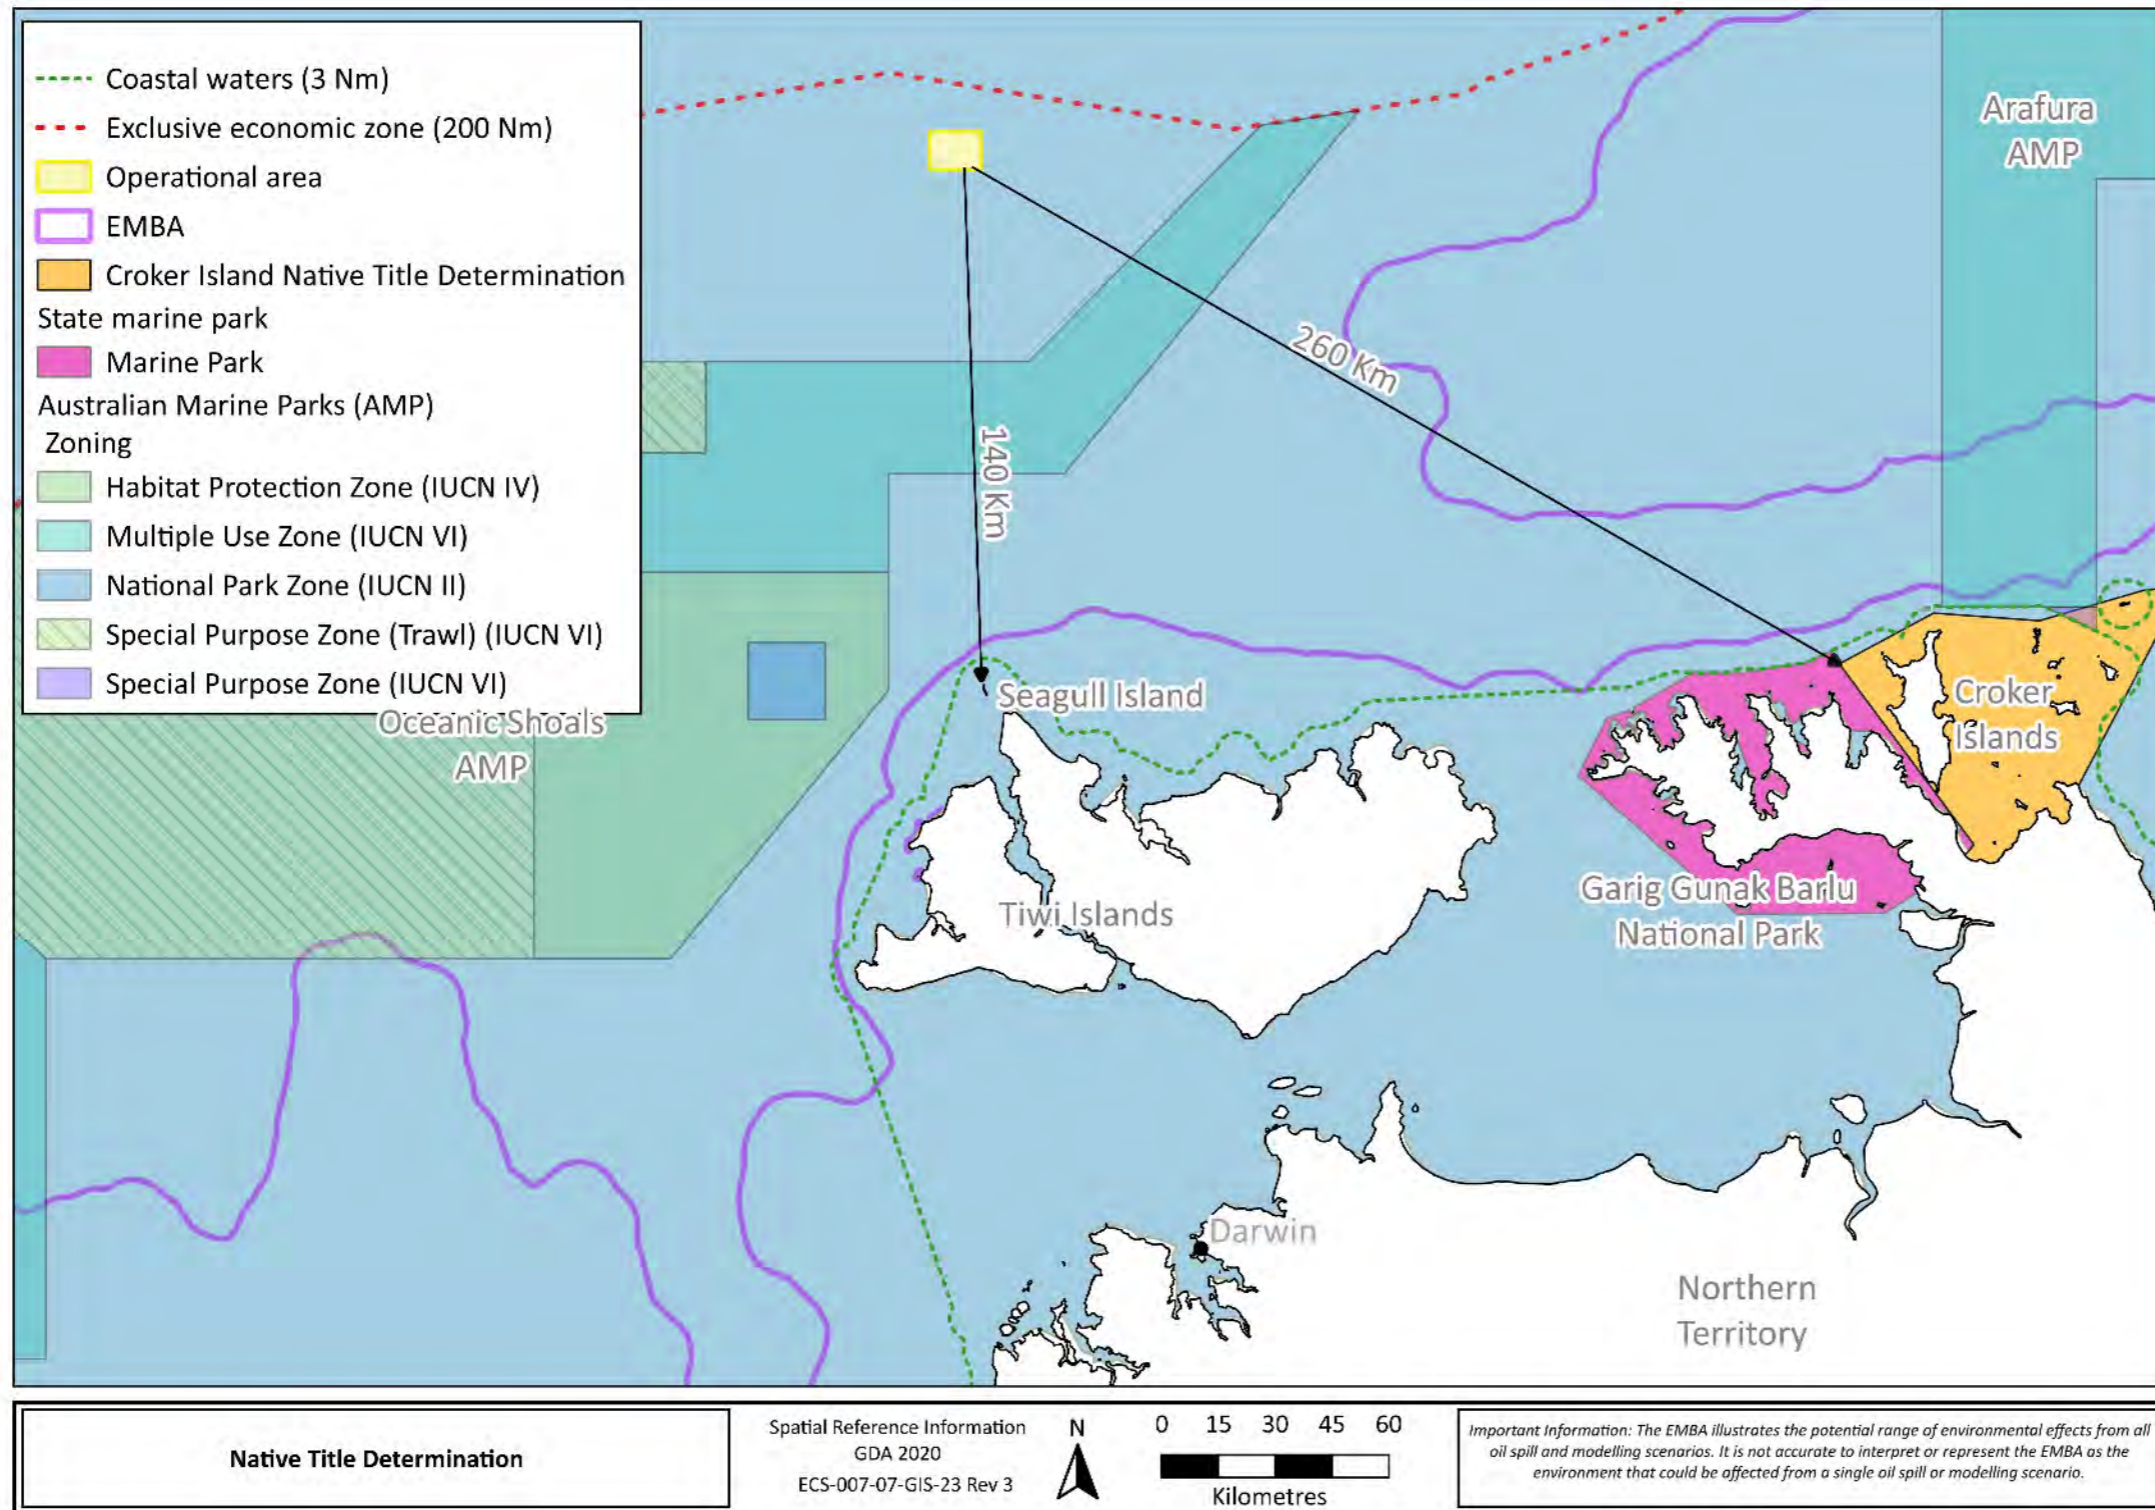 Coastal waters (3 Nm)
Exclusive economic zone (200 Nm)
Operational area
EMBA
Croker Island Native Title Determination
State marine park
Marine Park
Australian Marine Parks (AMP)
Zoning
Habitat Protection Zone (IUCN IV)
Multiple Use Zone (IUCN VI)
National Park Zone (IUCN II)
Special Purpose Zone (Trawl) (IUCN VI)
Special Purpose Zone (IUCN VI)
Arafura
AMP
260 Km
140 Km
Oceanic Shoals
AMP
Seagull Island
Croker
Islands
Tiwi Islands
Garig Gunak Barlu
National Park
Darwin
Northern
Territory
Native Title Determination
Spatial Reference Information
GDA 2020
ECS-007-07-GIS-23 Rev 3
N
0 15 30 45 60
Kilometres
Important Information: The EMBA illustrates the potential range of environmental effects from all
oil spill and modelling scenarios. It is not accurate to interpret or represent the EMBA as the
environment that could be affected from a single oil spill or modelling scenario.